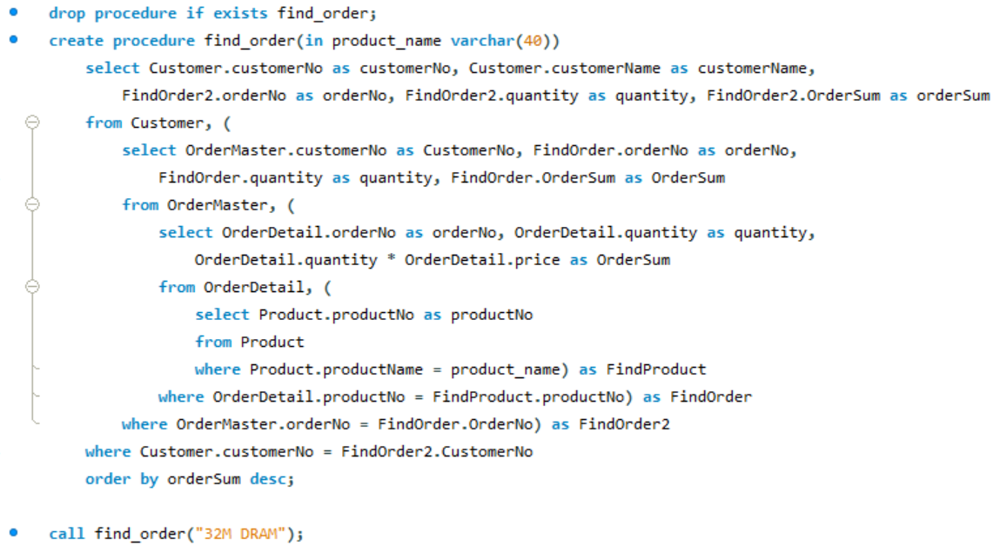 drop procedure if exists find_order;
create procedure find_order(in product_name varchar(40))
    select Customer.customerNo as customerNo, Customer.customerName as customerName,
        FindOrder2.orderNo as orderNo, FindOrder2.quantity as quantity, FindOrder2.OrderSum as orderSum
    from Customer, (
        select OrderMaster.customerNo as CustomerNo, FindOrder.orderNo as orderNo,
            FindOrder.quantity as quantity, FindOrder.OrderSum as OrderSum
        from OrderMaster, (
            select OrderDetail.orderNo as orderNo, OrderDetail.quantity as quantity,
                OrderDetail.quantity * OrderDetail.price as OrderSum
            from OrderDetail, (
                select Product.productNo as productNo
                from Product
                where Product.productName = product_name) as FindProduct
            where OrderDetail.productNo = FindProduct.productNo) as FindOrder
        where OrderMaster.orderNo = FindOrder.OrderNo) as FindOrder2
    where Customer.customerNo = FindOrder2.CustomerNo
    order by orderSum desc;
call find_order("32M DRAM");